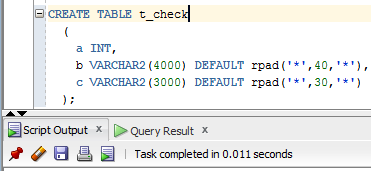 CREATE TABLE t_check
(
a INT,
b VARCHAR2(4000) DEFAULT rpad('*',40,'*'),
c VARCHAR2(3000) DEFAULT rpad('*',30,'*')
);
Script Output x Query Result x
Task completed in 0.011 seconds